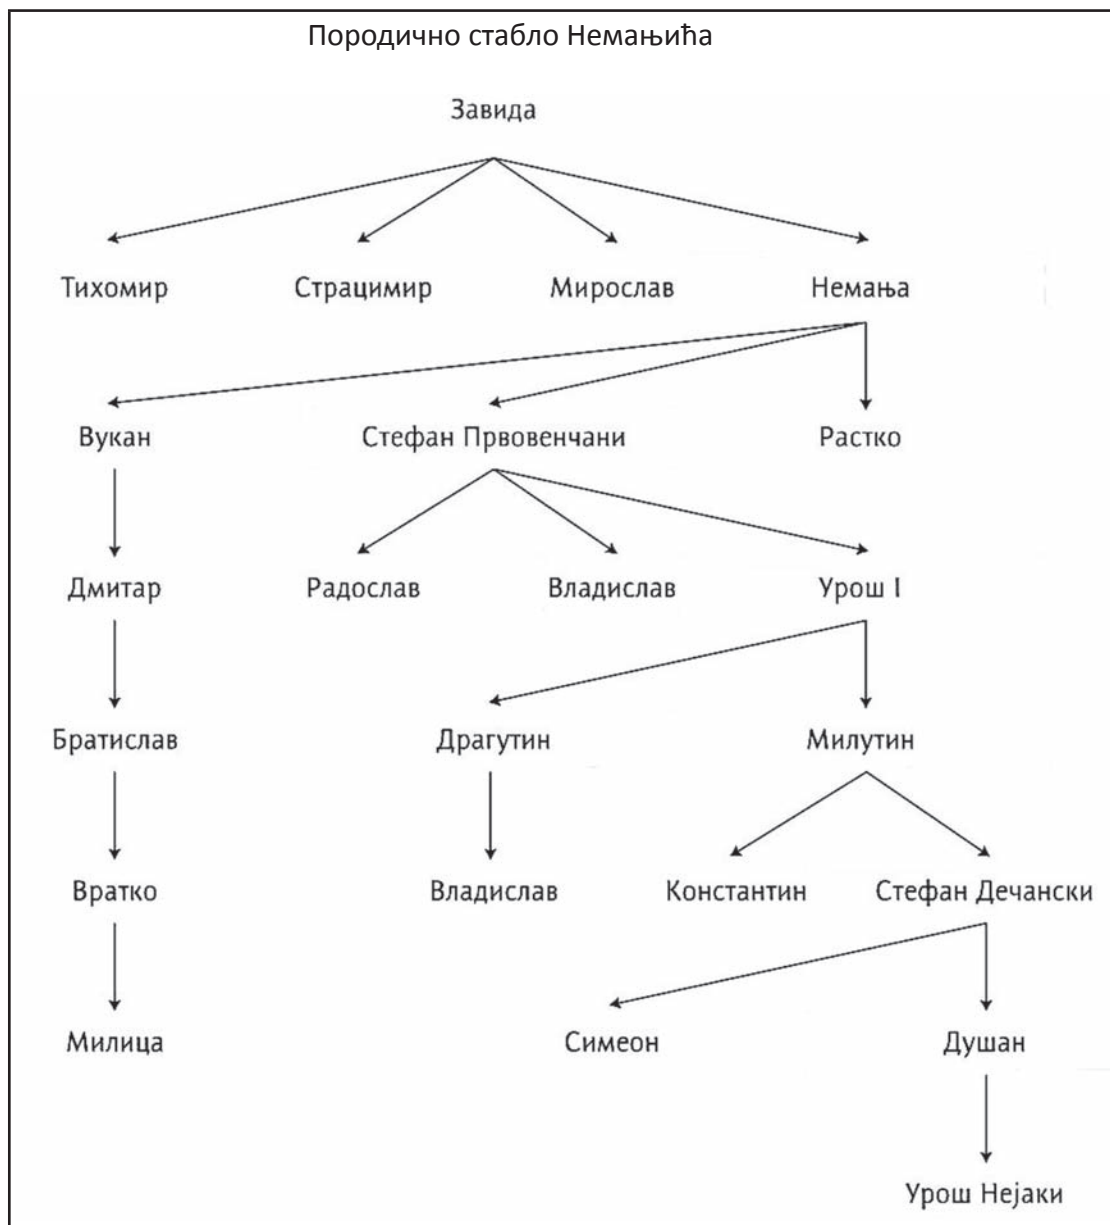 Породично стабло Немањића
Завида
Тихомир Страцимир Мирослав Немања
Вукан Стефан Првовенчани Растко
Дмитар Радослав Владислав Урош I
Братислав Драгутин Милутин
Вратко Владислав Константин Стефан Дечански
Милица Симеон Душан
Урош Нејаки